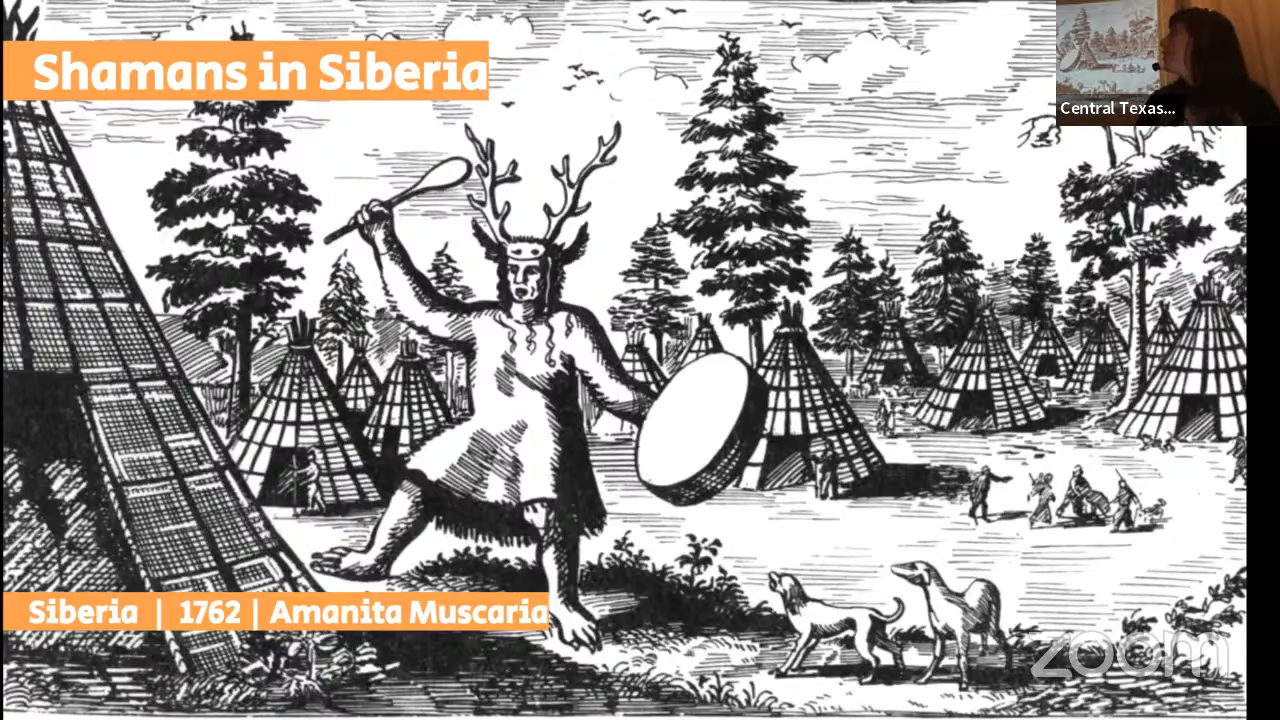 Shamans in Siberia
Central Texas...
Siberia | 1762 | Amanita Muscaria
zoom